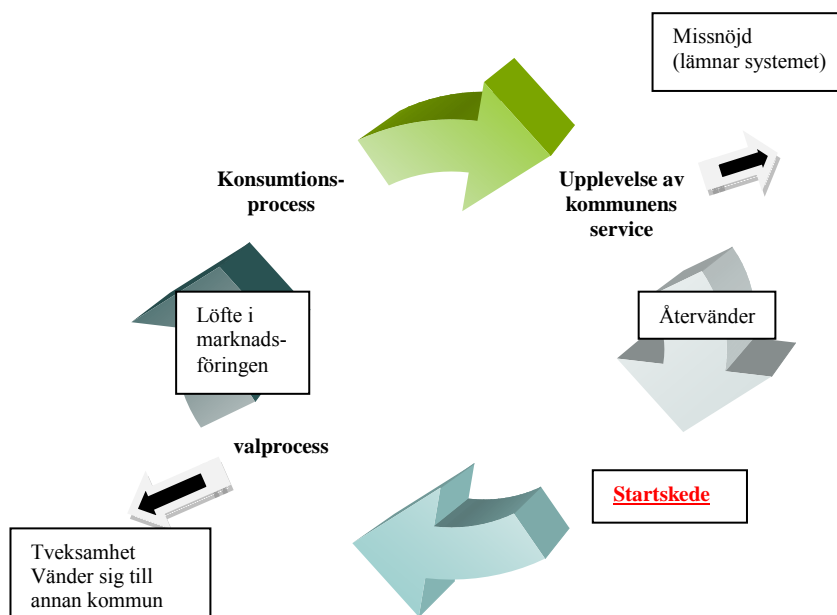 Missnöjd
(lämnar systemet)
Konsumtions-
process
Upplevelse av
kommunens
service
Löfte i
marknads-
föringen
Återvänder
valprocess
Startskede
Tveksamhet
Vänder sig till
annan kommun